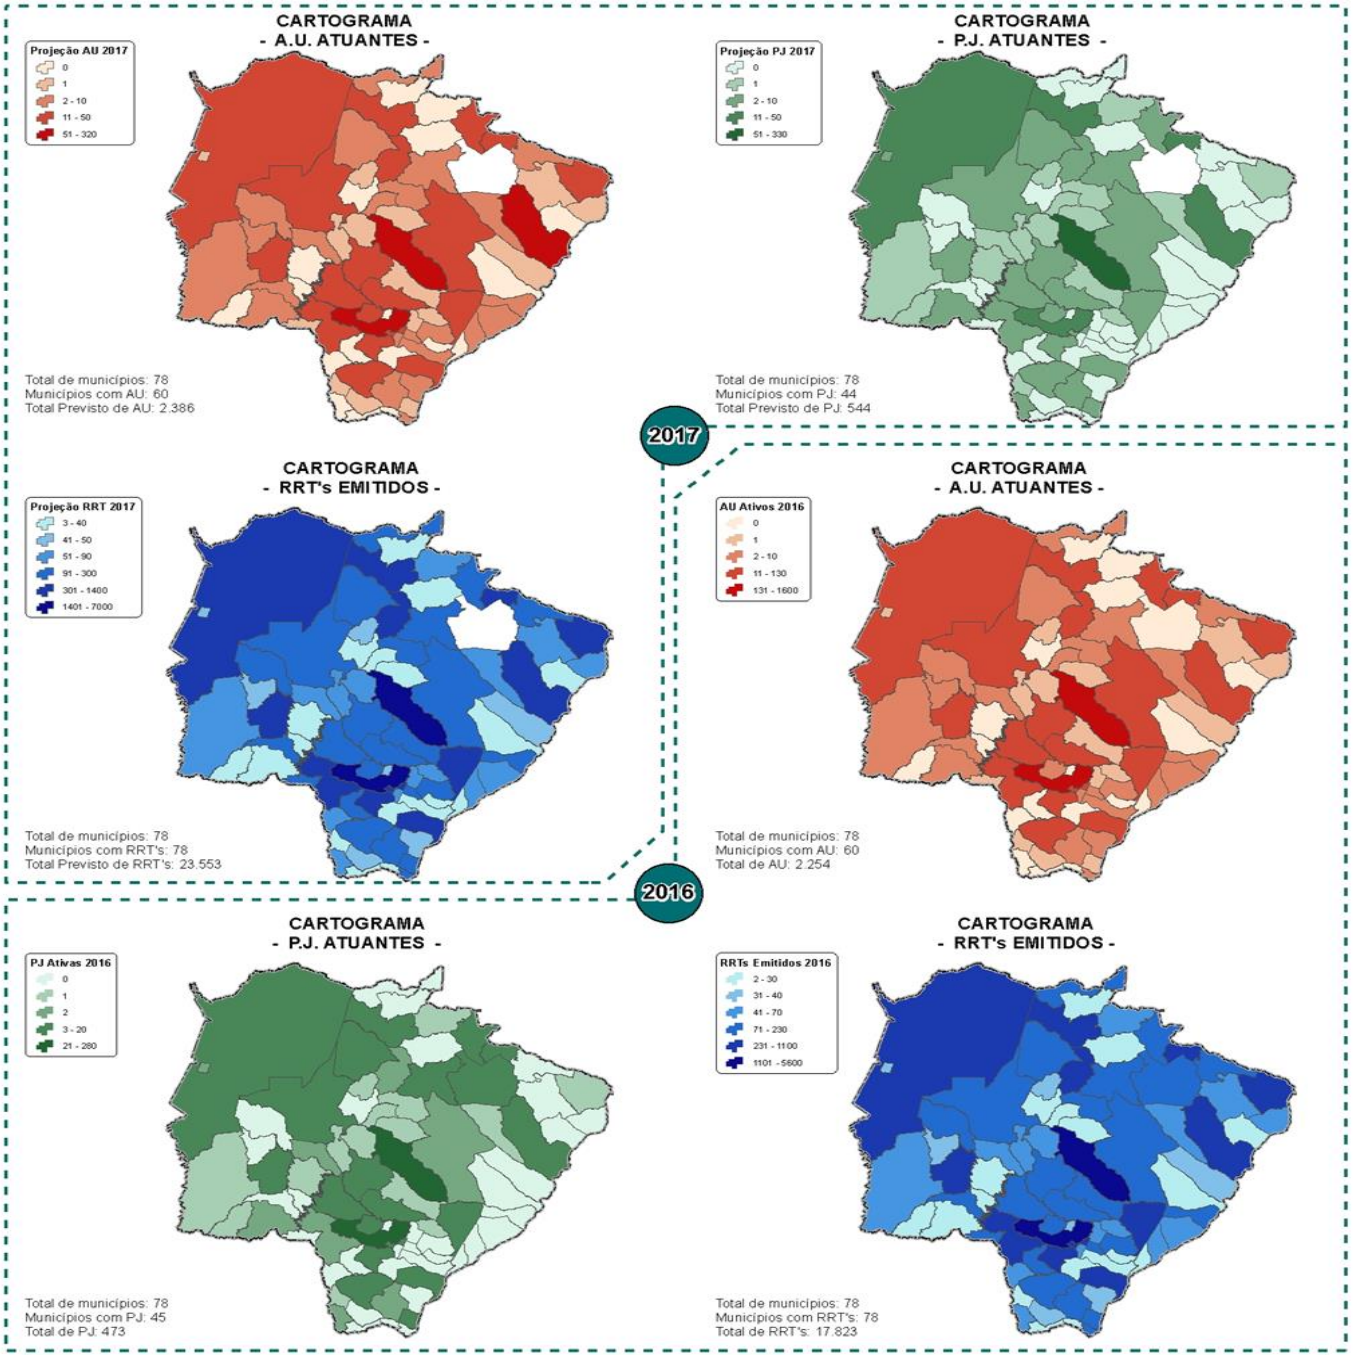 CARTOGRAMA
- A.U. ATUANTES -
Projeção AU 2017
0
1
2 - 10
11 - 50
51 - 320
Total de municípios: 78
Municípios com AU: 60
Total Previsto de AU: 2.386
CARTOGRAMA
- P.J. ATUANTES -
Projeção PJ 2017
0
1
2 - 10
11 - 50
51 - 330
Total de municípios: 78
Municípios com PJ: 44
Total Previsto de PJ: 544
2017
CARTOGRAMA
- RRT's EMITIDOS -
Projeção RRT 2017
3 - 40
41 - 50
51 - 90
91 - 300
301 - 1400
1401 - 7000
Total de municípios: 78
Municípios com RRT's: 78
Total Previsto de RRT's: 23.553
CARTOGRAMA
- A.U. ATUANTES -
AU Ativos 2016
0
1
2 - 10
11 - 130
131 - 1600
Total de municípios: 78
Municípios com AU: 60
Total de AU: 2.254
2016
CARTOGRAMA
- P.J. ATUANTES -
PJ Ativas 2016
0
1
2
3 - 20
21 - 280
Total de municípios: 78
Municípios com PJ: 45
Total de PJ: 473
CARTOGRAMA
- RRT's EMITIDOS -
RRTs Emitidos 2016
2 - 30
31 - 40
41 - 70
71 - 230
231 - 1100
1101 - 5600
Total de municípios: 78
Municípios com RRT's: 78
Total de RRT's: 17.823